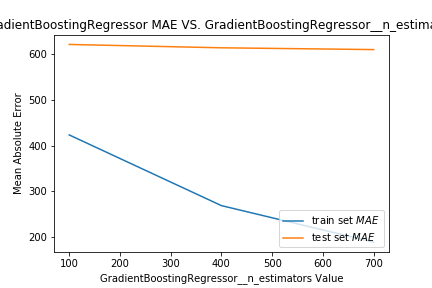 adientBoostingRegressor MAE VS. GradientBoostingRegressor__n_estima
600
500
400
300
200
Mean Absolute Error
train set MAE
test set MAE
100 200 300 400 500 600 700
GradientBoostingRegressor__n_estimators Value